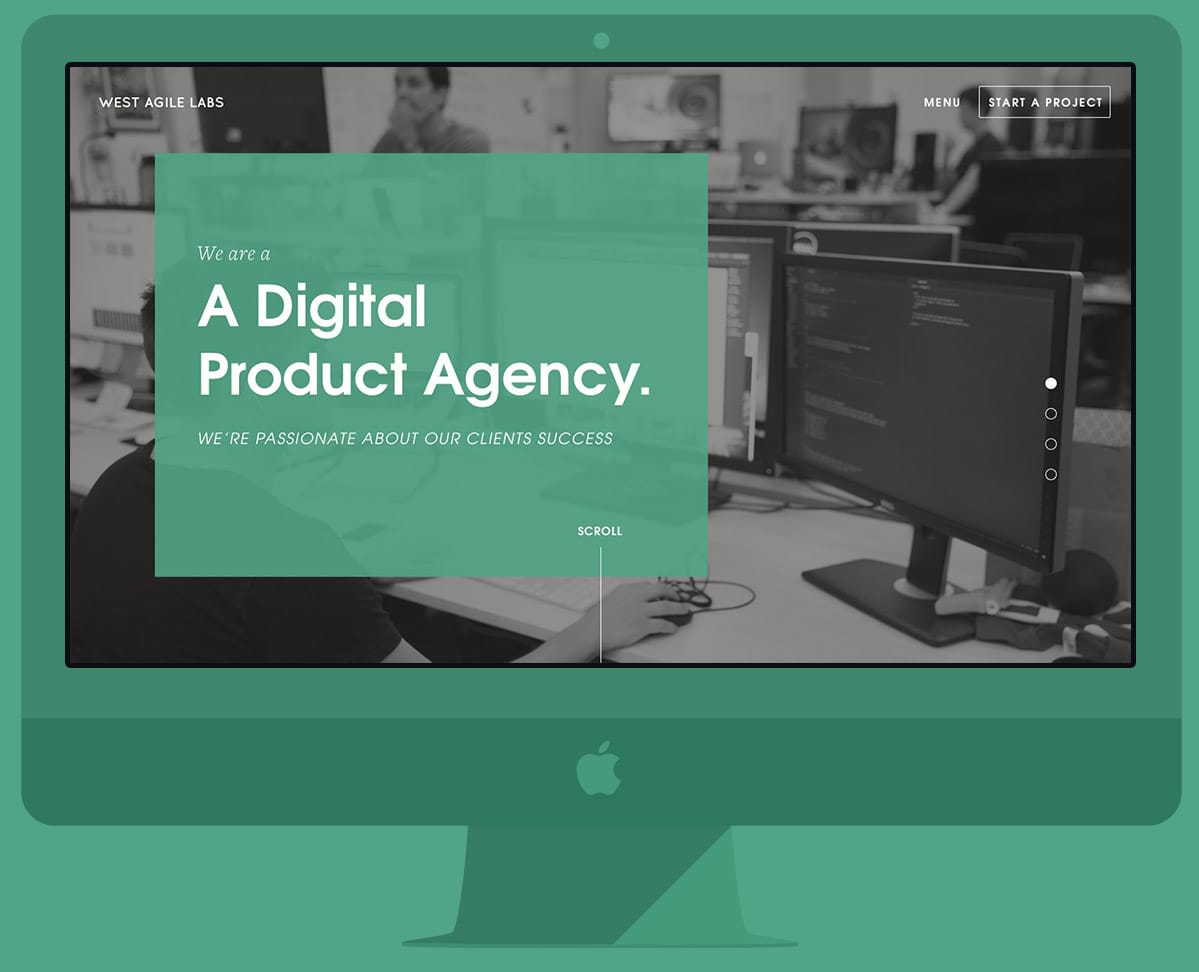 WEST AGILE LABS
MENU
START A PROJECT
We are a
A Digital
Product Agency.
WE'RE PASSIONATE ABOUT OUR CLIENTS SUCCESS
SCROLL